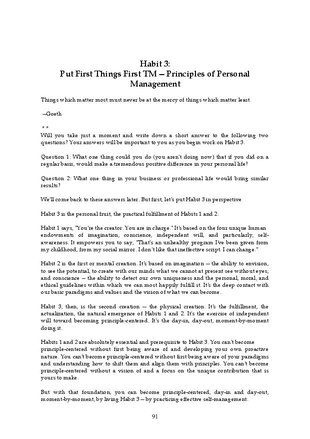 Habit 3:
Put First Things First TM -- Principles of Personal
Management
Things which matter most must never be at the mercy of things which matter least.
--Goeth
* *
Will you take just a moment and write down a short answer to the following two
questions? Your answers will be important to you as you begin work on Habit 3.
Question 1: What one thing could you do (you aren't doing now) that if you did on a
regular basis, would make a tremendous positive difference in your personal life?
Question 2: What one thing in your business or professional life would bring similar
results?
We'll come back to these answers later. But first, let's put Habit 3 in perspective.
Habit 3 is the personal fruit, the practical fulfillment of Habits 1 and 2.
Habit 1 says, "You're the creator. You are in charge." It's based on the four unique human
endowments of imagination, conscience, independent will, and particularly, self-
awareness. It empowers you to say, "That's an unhealthy program I've been given from
my childhood, from my social mirror. I don't like that ineffective script. I can change."
Habit 2 is the first or mental creation. It's based on imagination -- the ability to envision,
to see the potential, to create with our minds what we cannot at present see with our eyes;
and conscience -- the ability to detect our own uniqueness and the personal, moral, and
ethical guidelines within which we can most happily fulfill it. It's the deep contact with
our basic paradigms and values and the vision of what we can become.
Habit 3, then, is the second creation -- the physical creation. It's the fulfillment, the
actualization, the natural emergence of Habits 1 and 2. It's the exercise of independent
will toward becoming principle-centered. It's the day-in, day-out, moment-by-moment
doing it.
Habits 1 and 2 are absolutely essential and prerequisite to Habit 3. You can't become
principle-centered without first being aware of and developing your own proactive
nature. You can't become principle-centered without first being aware of your paradigms
and understanding how to shift them and align them with principles. You can't become
principle-centered without a vision of and a focus on the unique contribution that is
yours to make.
But with that foundation, you can become principle-centered, day-in and day-out,
moment-by-moment, by living Habit 3 -- by practicing effective self-management.
91